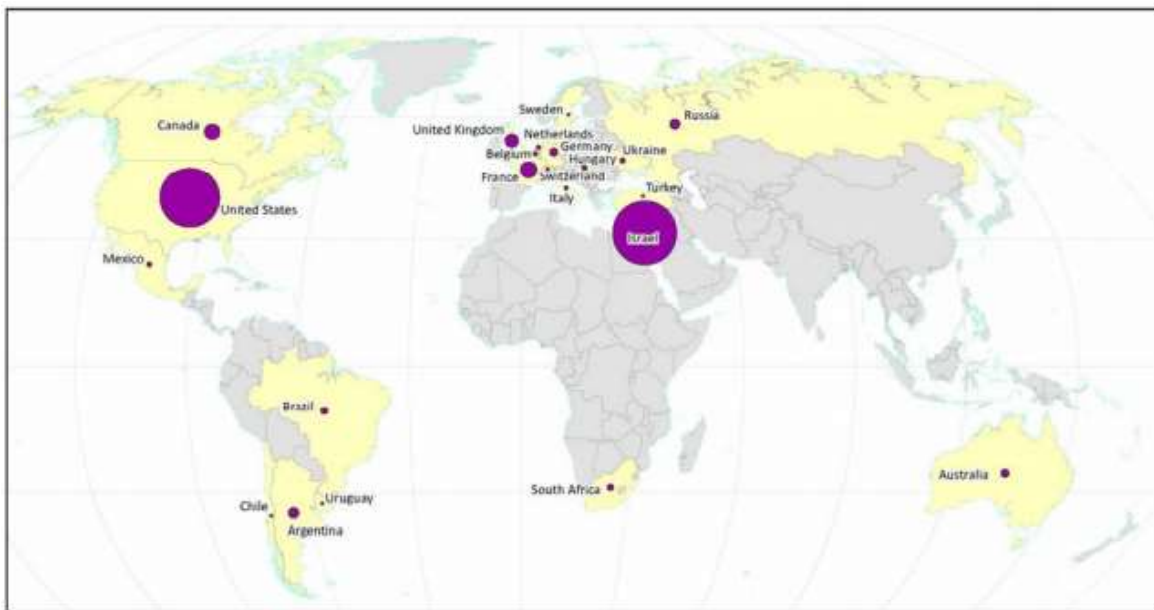 Sweden
Russia
Canada
United Kingdom
Netherlands
Belgium
Germany
Ukraine
Hungary
France
Switzerland
Italy
Turkey
United States
Israel
Mexico
Brazil
Australia
South Africa
Chile
Uruguay
Argentina